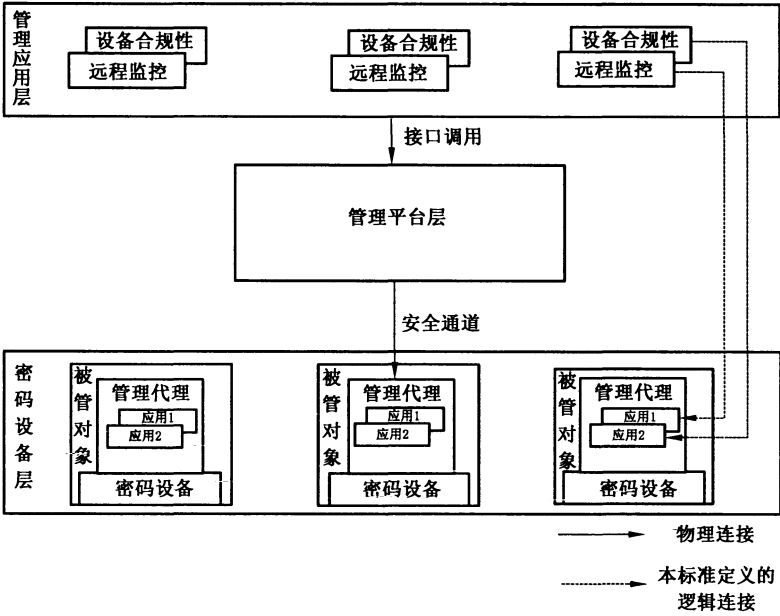 管理应用层
设备合规性
远程监控
设备合规性
远程监控
设备合规性
远程监控
接口调用
管理平台层
安全通道
密码设备层
被管对象
管理代理
应用1
应用2
密码设备
被管对象
管理代理
应用1
应用2
密码设备
被管对象
管理代理
应用1
应用2
密码设备
物理连接
本标准定义的
逻辑连接